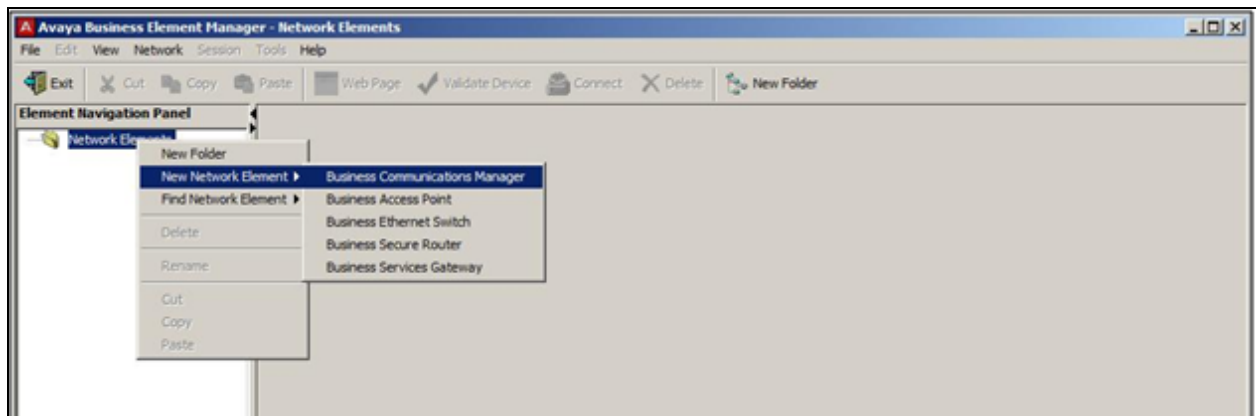 Avaya Business Element Manager - Network Elements
File Edit View Network Session Tools Help
Exit Cut Copy Paste Web Page Validate Device Connect Delete New Folder
Element Navigation Panel
Network Elements
New Folder
New Network Element
Find Network Element
Delete
Rename
Cut
Copy
Paste
Business Communications Manager
Business Access Point
Business Ethernet Switch
Business Secure Router
Business Services Gateway